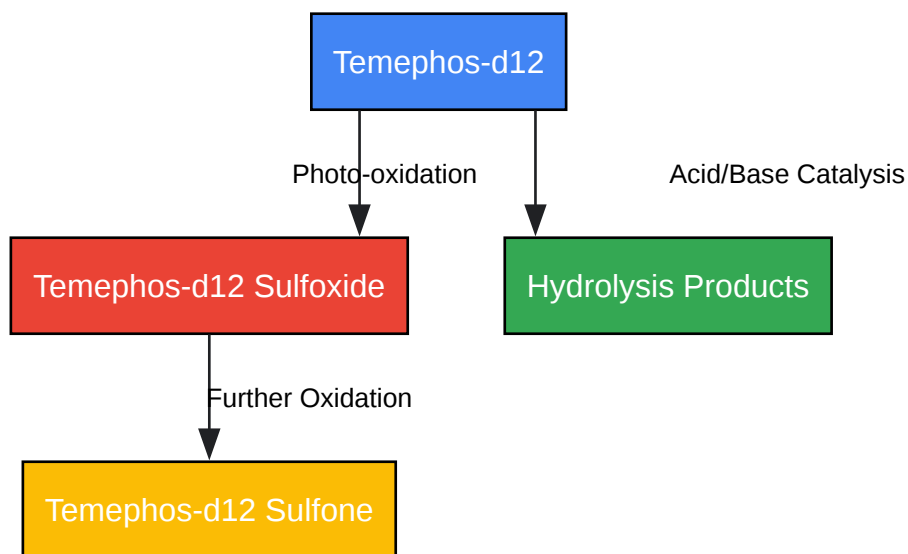 Temephos-d12
Photo-oxidation
Acid/Base Catalysis
Temephos-d12 Sulfoxide
Hydrolysis Products
Further Oxidation
Temephos-d12 Sulfone